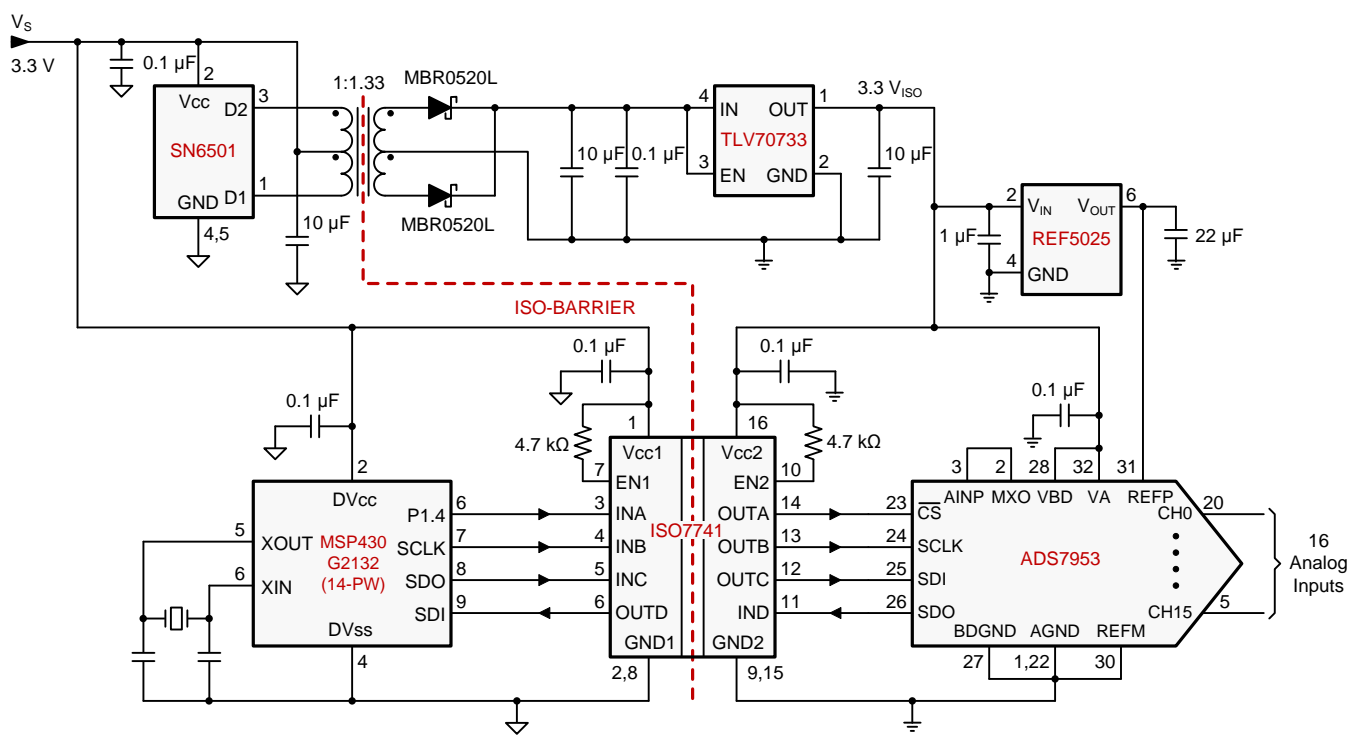 VS
3.3 V
0.1 µF
2
Vcc
D2
3
SN6501
D1
1
GND
4,5
10 µF
1:1.33
MBR0520L
MBR0520L
10 µF
0.1 µF
4
IN
OUT
1
TLV70733
3
EN
GND
2
3.3 VISO
10 µF
2
VIN
VOUT
6
REF5025
1 µF
4
GND
22 µF
ISO-BARRIER
0.1 µF
0.1 µF
0.1 µF
0.1 µF
4.7 kΩ
4.7 kΩ
2
DVcc
5
XOUT
6
XIN
MSP430
G2132
(14-PW)
P1.4
6
SCLK
7
SDO
8
SDI
9
DVss
4
1
Vcc1
7
EN1
3
INA
4
INB
5
INC
6
OUTD
GND1
2,8
ISO7741
16
Vcc2
10
EN2
14
OUTA
13
OUTB
12
OUTC
11
IND
GND2
9,15
3
2
28
32
31
AINP
MXO
VBD
VA
REFP
23
CS
24
SCLK
25
SDI
26
SDO
ADS7953
CH0
20
CH15
5
BDGND
AGND
REFM
27
1,22
30
16
Analog
Inputs